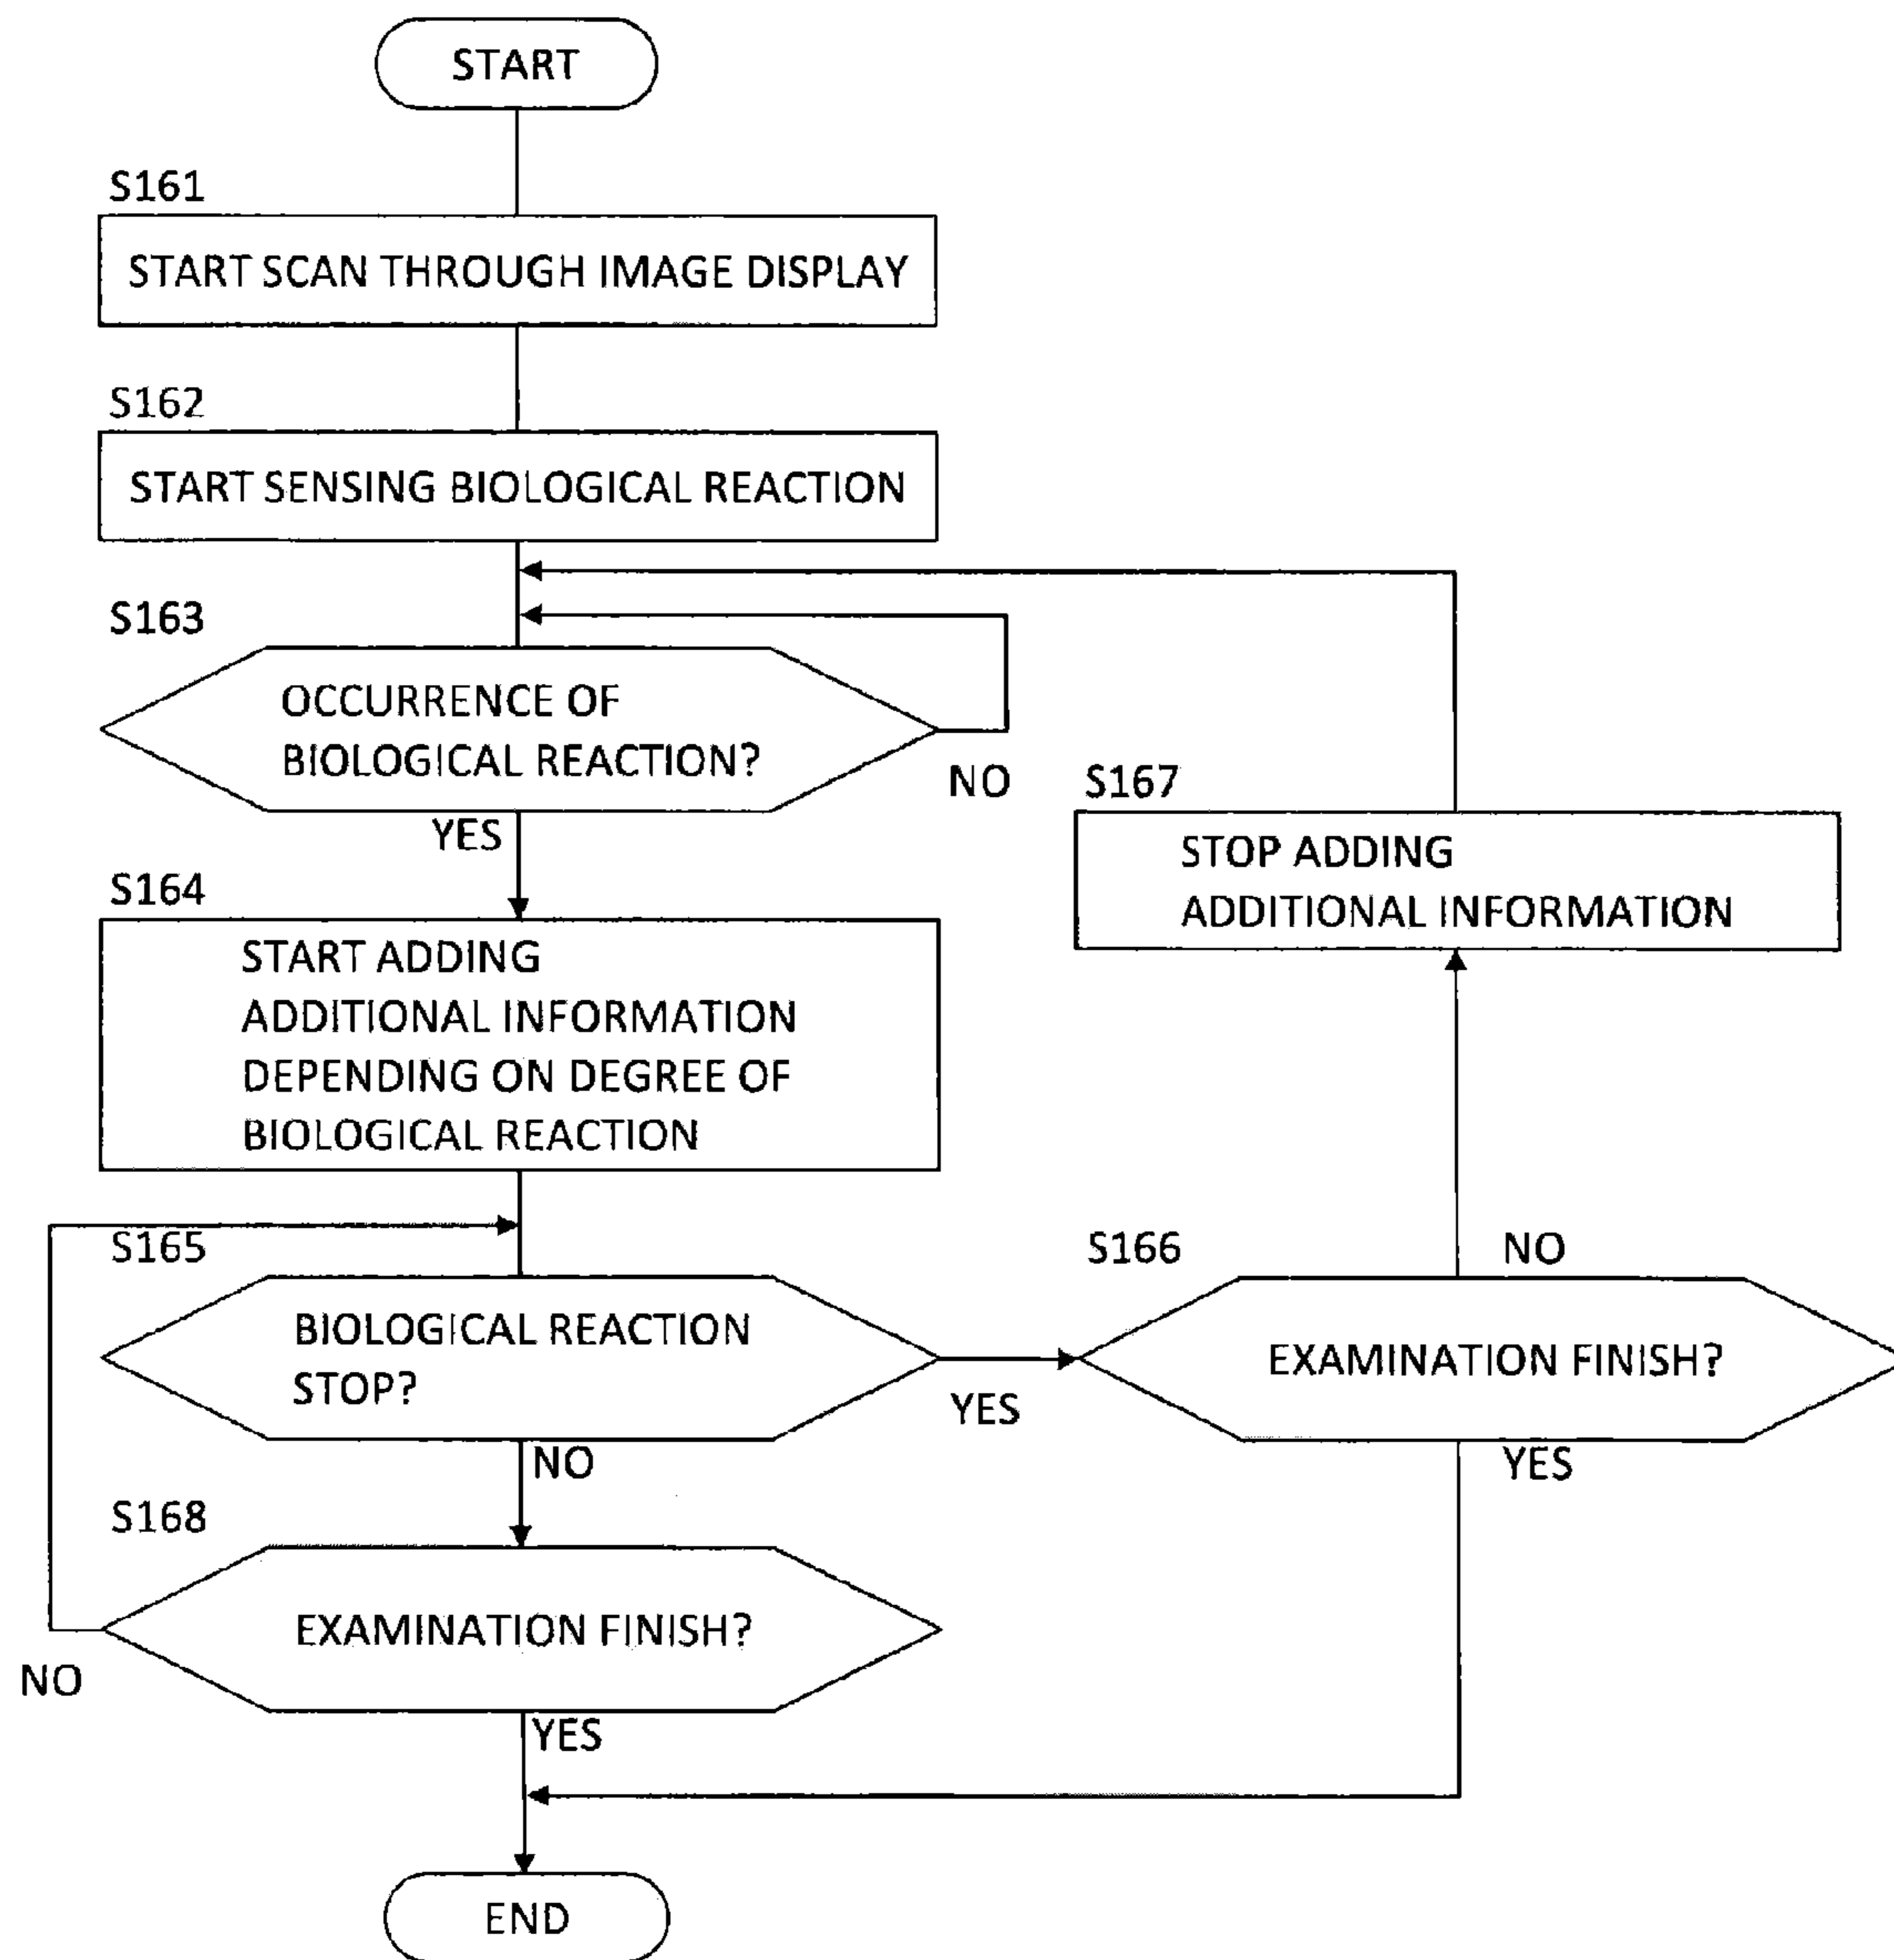 START
S161
START SCAN THROUGH IMAGE DISPLAY
S162
START SENSING BIOLOGICAL REACTION
S163
OCCURRENCE OF
BIOLOGICAL REACTION?
NO
YES
S164
START ADDING
ADDITIONAL INFORMATION
DEPENDING ON DEGREE OF
BIOLOGICAL REACTION
S165
BIOLOGICAL REACTION
STOP?
YES
NO
S166
EXAMINATION FINISH?
NO
YES
S167
STOP ADDING
ADDITIONAL INFORMATION
S168
EXAMINATION FINISH?
NO
YES
END